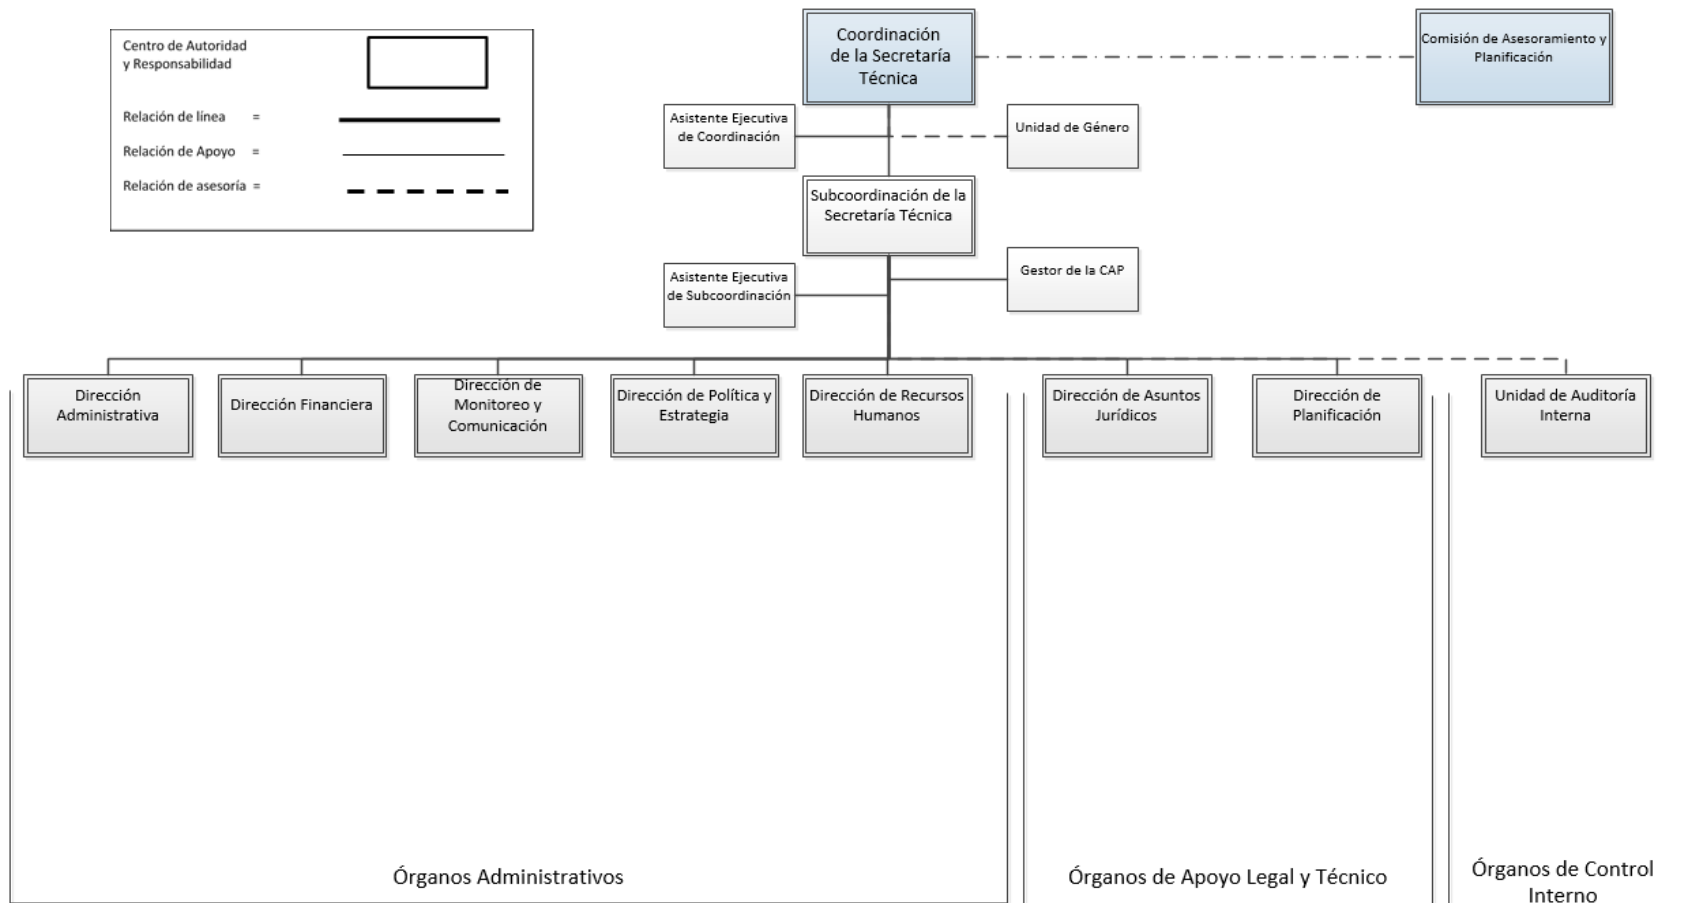 Centro de Autoridad
y Responsabilidad
Relación de línea =
Relación de Apoyo =
Relación de asesoría =
Coordinación
de la Secretaría
Técnica
Comisión de Asesoramiento y
Planificación
Asistente Ejecutiva
de Coordinación
Unidad de Género
Subcoordinación de la
Secretaría Técnica
Asistente Ejecutiva
de Subcoordinación
Gestor de la CAP
Dirección
Administrativa
Dirección Financiera
Dirección de
Monitoreo y
Comunicación
Dirección de Política y
Estrategia
Dirección de Recursos
Humanos
Dirección de Asuntos
Jurídicos
Dirección de
Planificación
Unidad de Auditoría
Interna
Órganos Administrativos
Órganos de Apoyo Legal y Técnico
Órganos de Control
Interno